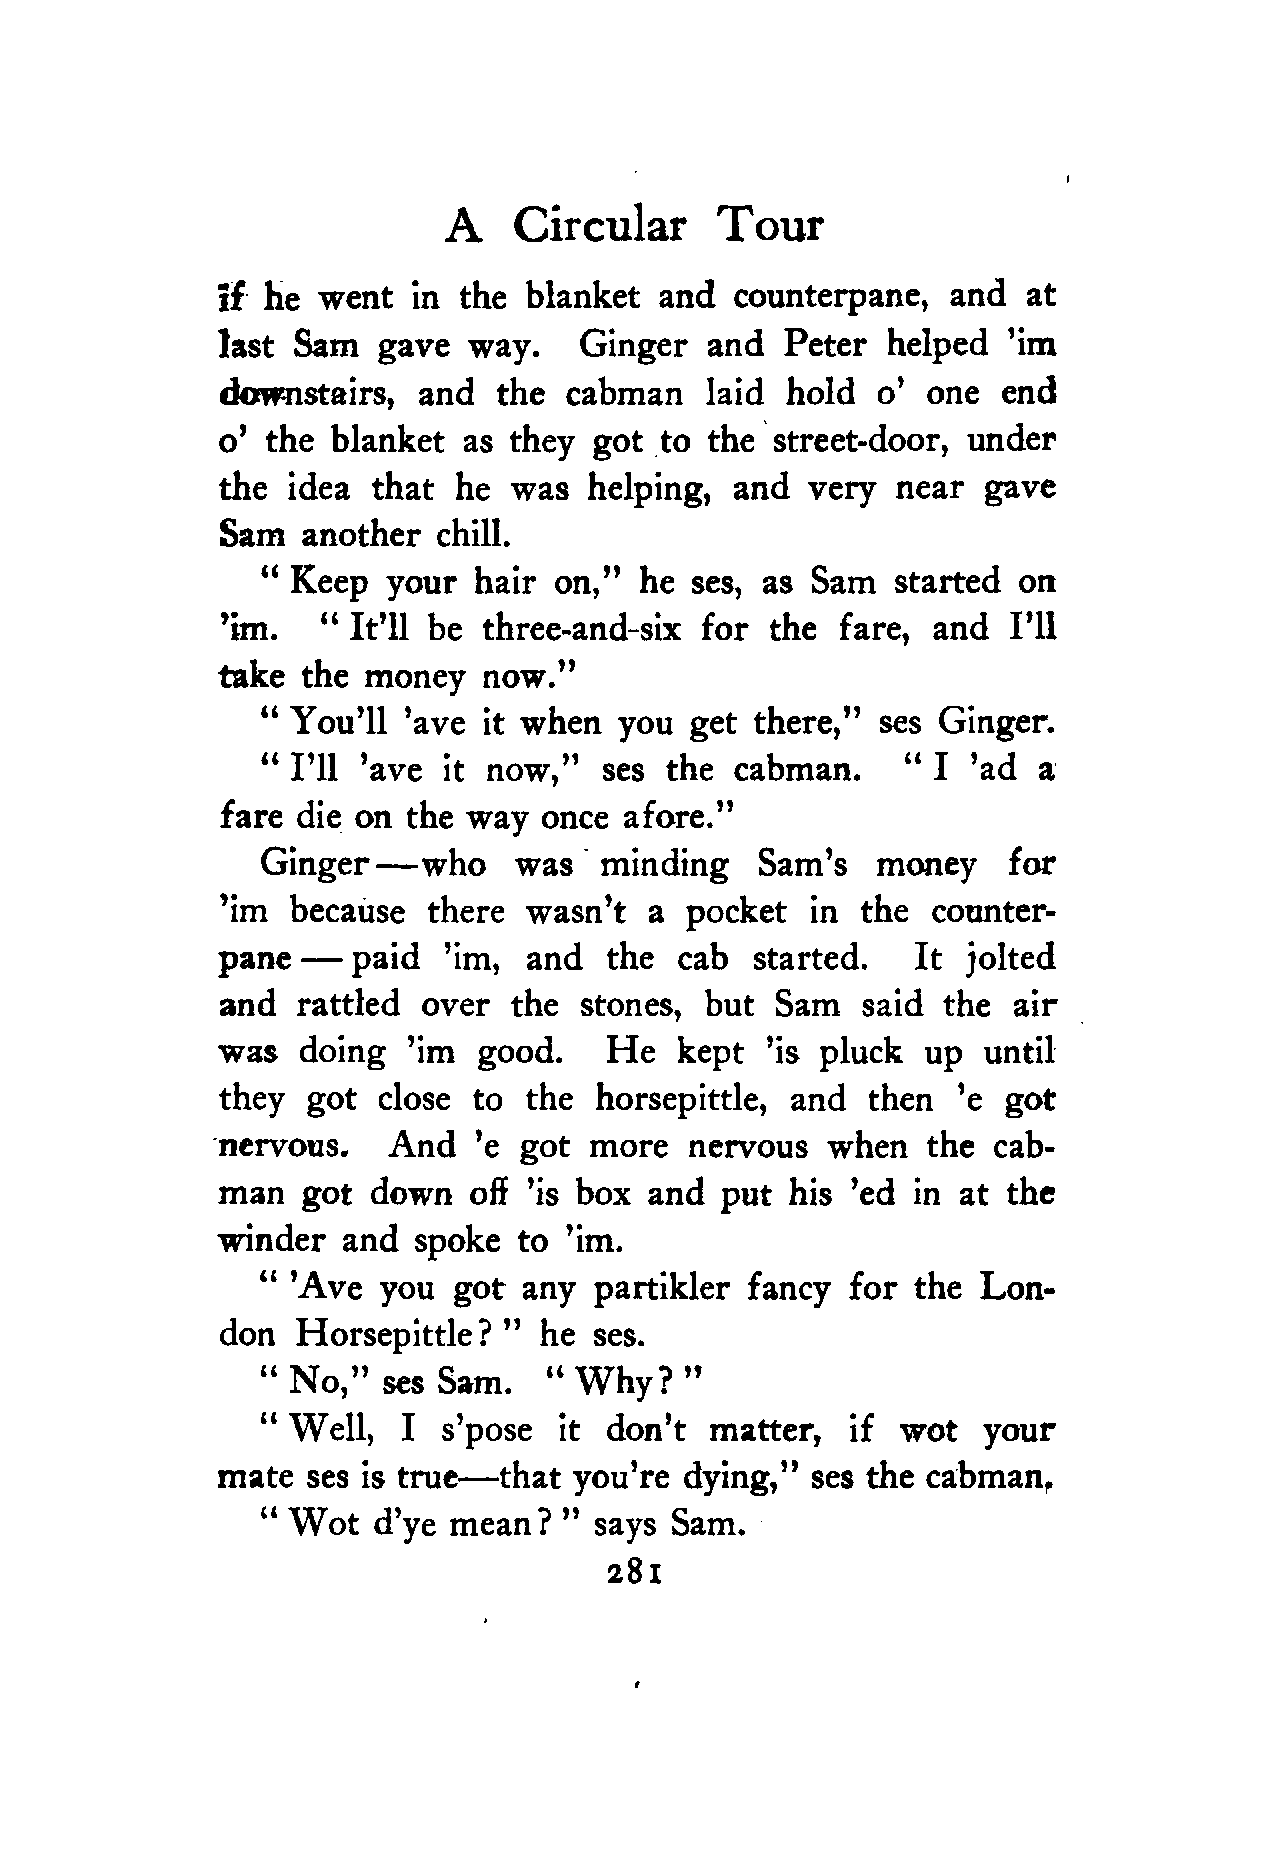 A Circular Tour
if he went in the blanket and counterpane, and at
last Sam gave way. Ginger and Peter helped 'im
downstairs, and the cabman laid hold o' one end
o' the blanket as they got to the street-door, under
the idea that he was helping, and very near gave
Sam another chill.
" Keep your hair on," he ses, as Sam started on
'im. " It'll be three-and-six for the fare, and I'll
take the money now."
" You'll 'ave it when you get there," ses Ginger.
" I'll 'ave it now," ses the cabman. " I 'ad a
fare die on the way once afore."
Ginger—who was minding Sam's money for
'im because there wasn't a pocket in the counter-
pane — paid 'im, and the cab started. It jolted
and rattled over the stones, but Sam said the air
was doing 'im good. He kept 'is pluck up until
they got close to the horsepittle, and then 'e got
nervous. And 'e got more nervous when the cab-
man got down off 'is box and put his 'ed in at the
winder and spoke to 'im.
" 'Ave you got any partikler fancy for the Lon-
don Horsepittle? " he ses.
" No," ses Sam. " Why? "
" Well, I s'pose it don't matter, if wot your
mate ses is true—that you're dying," ses the cabman,
" Wot d'ye mean? " says Sam.
281